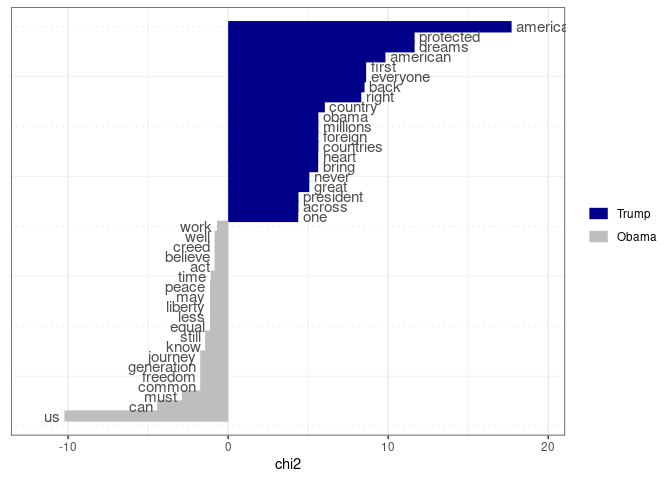 america
protected
dreams
american
first
everyone
back
right
country
obama
millions
foreign
countries
heart
bring
never
great
president
across
one
work
well
creed
believe
act
time
peace
may
liberty
less
equal
still
know
journey
generation
freedom
common
must
can
us
-10 0 10 20
chi2
Trump
Obama